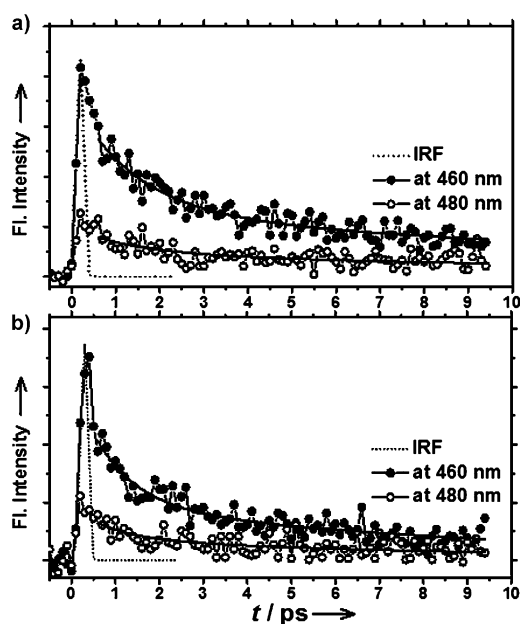 a)
Fl. Intensity
IRF
at 460 nm
at 480 nm
0 1 2 3 4 5 6 7 8 9 10
b)
Fl. Intensity
IRF
at 460 nm
at 480 nm
0 1 2 3 4 5 6 7 8 9 10
t / ps